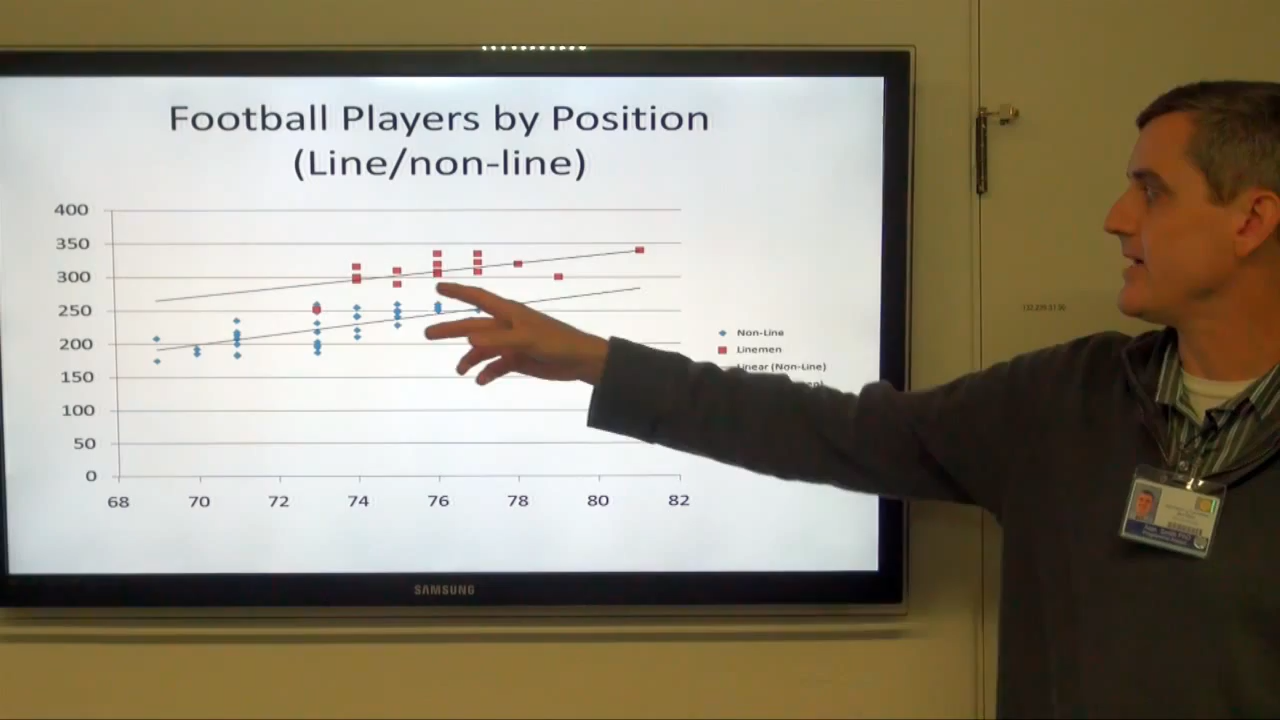 Football Players by Position
(Line/non-line)
400
350
300
250
200
150
100
50
0
68 70 72 74 76 78 80 82
Non-Line
Linemen
Linear (Non-Line)
SAMSUNG